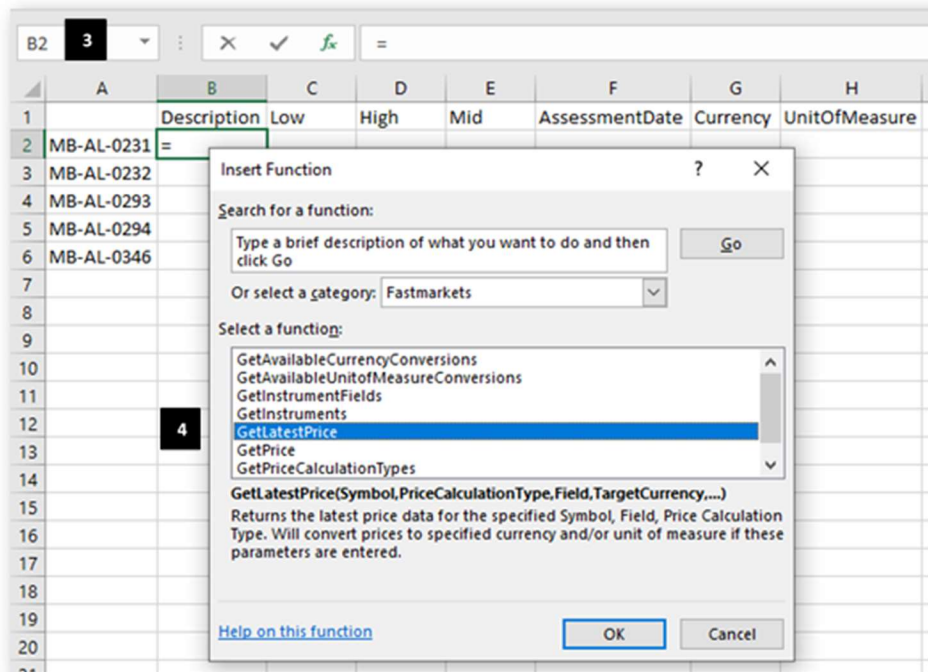 B2 3 fx =
A B C D E F G H
1 Description Low High Mid AssessmentDate Currency UnitOfMeasure
2 MB-AL-0231 =
3 MB-AL-0232
4 MB-AL-0293
5 MB-AL-0294
6 MB-AL-0346
7
8
9
10
11
12
13
14
15
16
17
18
19
20
Insert Function ? X
Search for a function:
Type a brief description of what you want to do and then
click Go
Go
Or select a category: Fastmarkets
Select a function:
GetAvailableCurrencyConversions
GetAvailableUnitofMeasureConversions
GetInstrumentFields
GetInstruments
4 GetLatestPrice
GetPrice
GetPriceCalculationTypes
GetLatestPrice(Symbol,PriceCalculationType,Field,TargetCurrency,...)
Returns the latest price data for the specified Symbol, Field, Price Calculation
Type. Will convert prices to specified currency and/or unit of measure if these
parameters are entered.
Help on this function OK Cancel